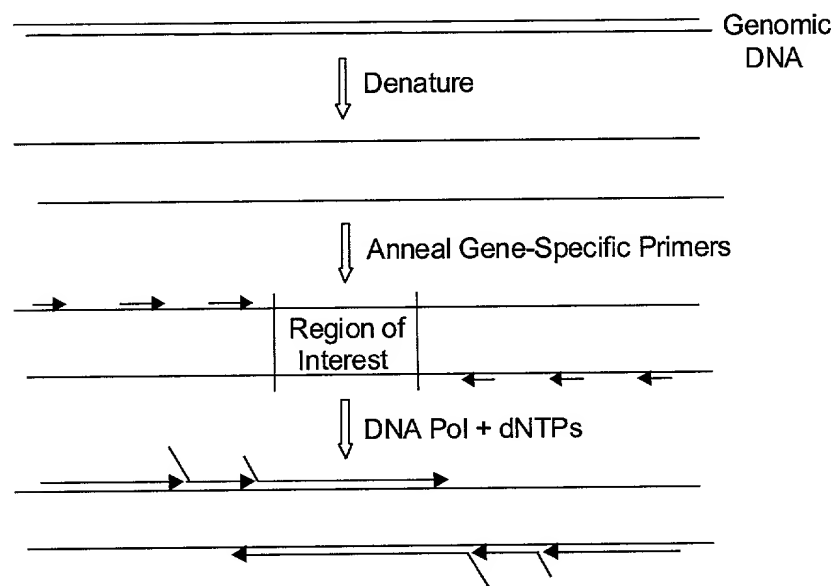 Genomic
DNA
Denature
Anneal Gene-Specific Primers
Region of
Interest
DNA Pol + dNTPs